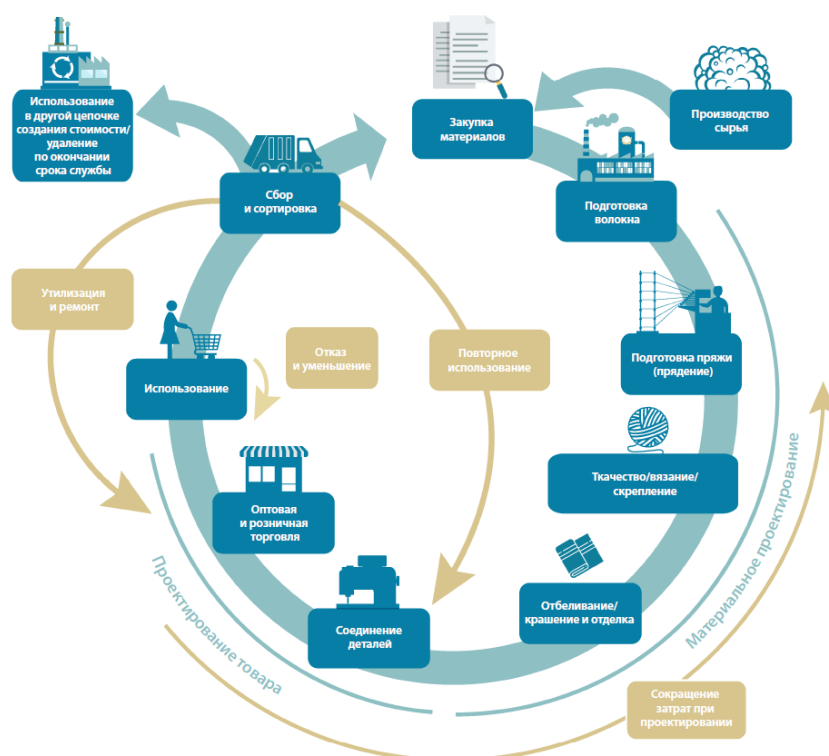 Использование
в другой цепочке
создания стоимости/
удаление
по окончании
срока службы
Закупка
материалов
Производство
сырья
Сбор
и сортировка
Подготовка
волокна
Утилизация
и ремонт
Отказ
и уменьшение
Повторное
использование
Использование
Подготовка пряжи
(прядение)
Ткачество/вязание/
скрепление
Оптовая
и розничная
торговля
Отбеливание/
крашение и отделка
Соединение
деталей
Проектирование товара
Материальное проектирование
Сокращение
затрат при
проектировании